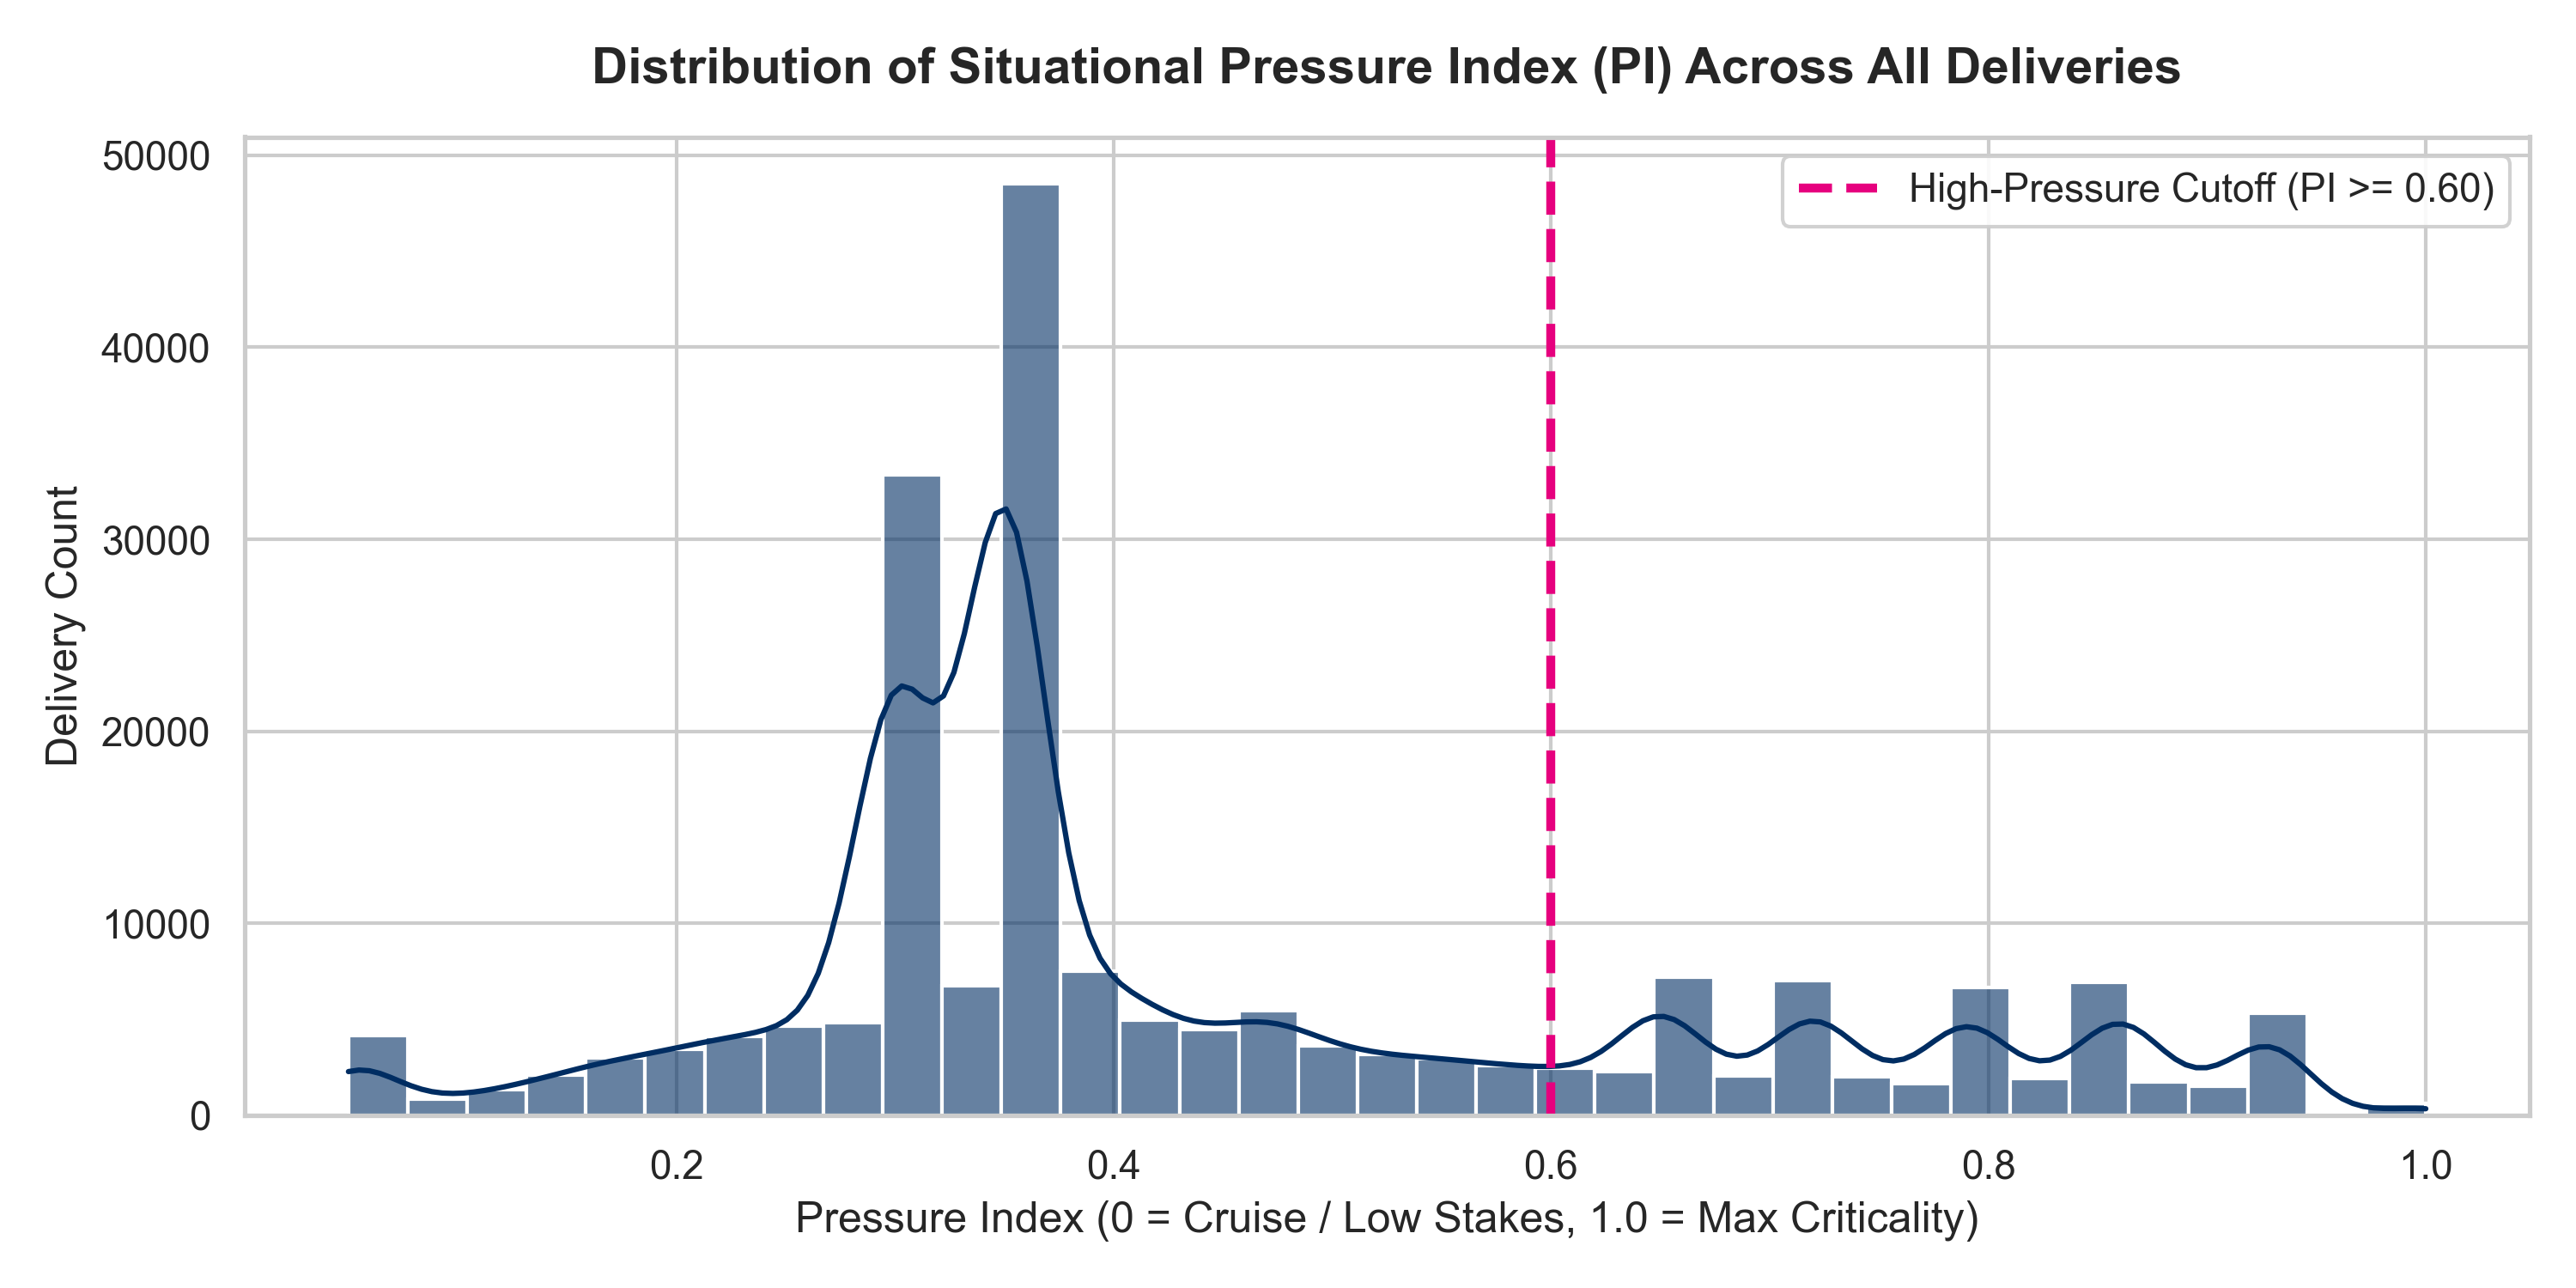 Distribution of Situational Pressure Index (PI) Across All Deliveries
High-Pressure Cutoff (PI >= 0.60)
Delivery Count
50000
40000
30000
20000
10000
0
0.2 0.4 0.6 0.8 1.0
Pressure Index (0 = Cruise / Low Stakes, 1.0 = Max Criticality)